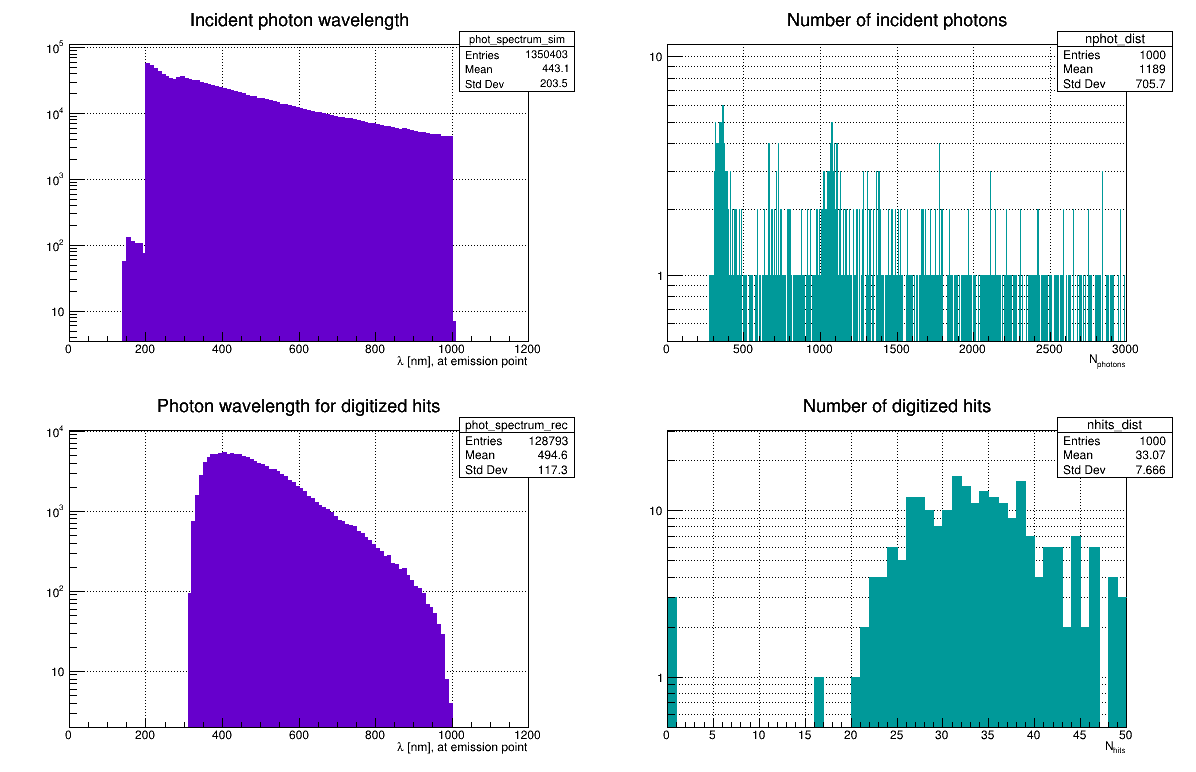 Incident photon wavelength
phot_spectrum_sim
Entries 1350403
Mean 443.1
Std Dev 203.5
10^5
10^4
10^3
10^2
10
0 200 400 600 800 1000 1200
λ [nm], at emission point
Number of incident photons
nphot_dist
Entries 1000
Mean 1189
Std Dev 705.7
10
1
0 500 1000 1500 2000 2500 3000
N_photons
Photon wavelength for digitized hits
phot_spectrum_rec
Entries 128793
Mean 494.6
Std Dev 117.3
10^4
10^3
10^2
10
0 200 400 600 800 1000 1200
λ [nm], at emission point
Number of digitized hits
nhits_dist
Entries 1000
Mean 33.07
Std Dev 7.666
10
1
0 5 10 15 20 25 30 35 40 45 50
N_hits